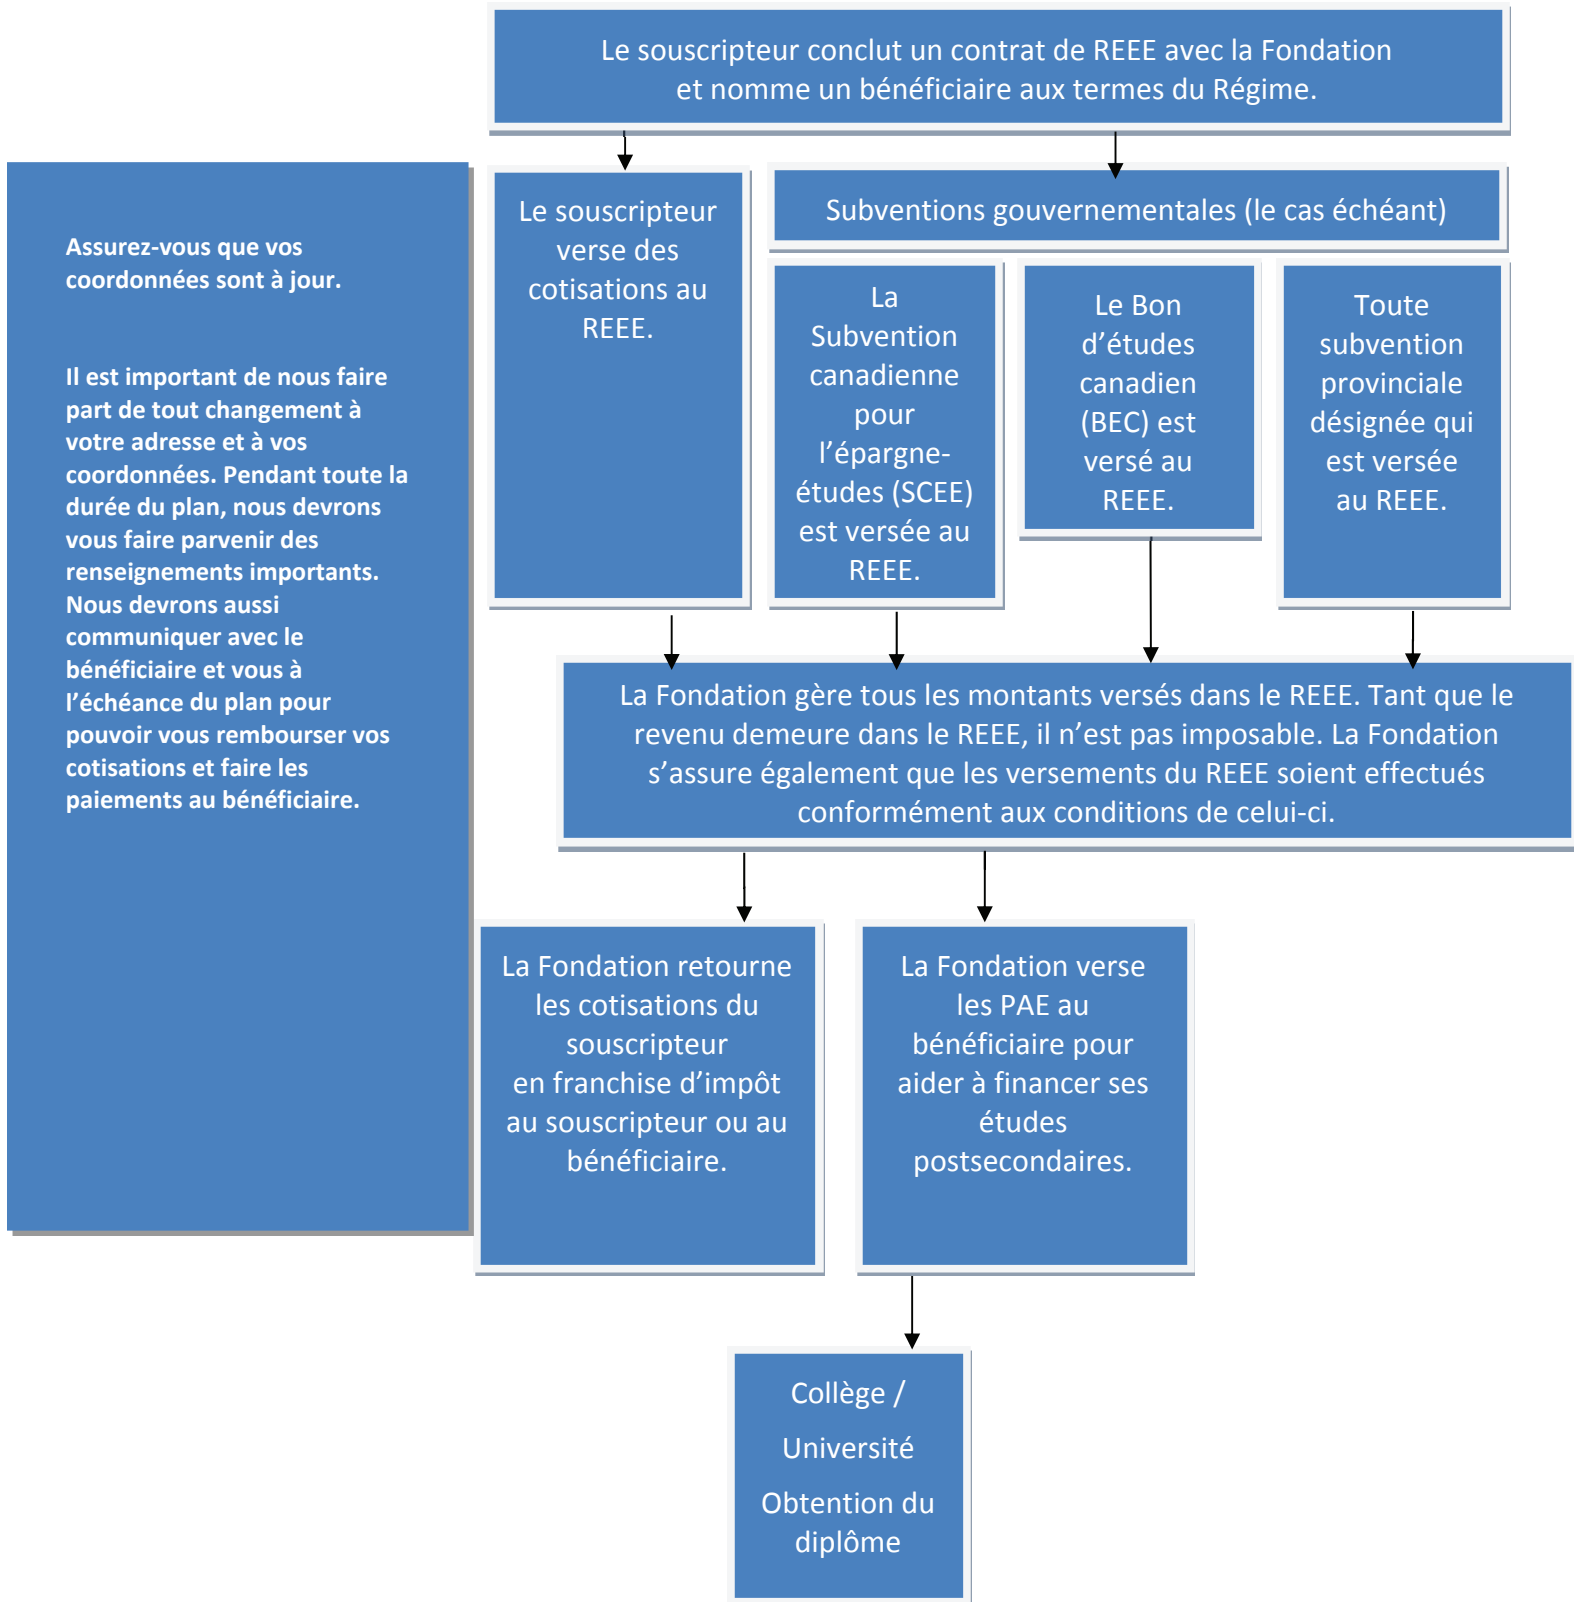 Le souscripteur conclut un contrat de REEE avec la Fondation
et nomme un bénéficiaire aux termes du Régime.
Assurez-vous que vos
coordonnées sont à jour.
Il est important de nous faire
part de tout changement à
votre adresse et à vos
coordonnées. Pendant toute la
durée du plan, nous devrons
vous faire parvenir des
renseignements importants.
Nous devrons aussi
communiquer avec le
bénéficiaire et vous à
l’échéance du plan pour
pouvoir vous rembourser vos
cotisations et faire les
paiements au bénéficiaire.
Le souscripteur
verse des
cotisations au
REEE.
Subventions gouvernementales (le cas échéant)
La
Subvention
canadienne
pour
l’épargne-
études (SCEE)
est versée au
REEE.
Le Bon
d’études
canadien
(BEC) est
versé au
REEE.
Toute
subvention
provinciale
désignée qui
est versée
au REEE.
La Fondation gère tous les montants versés dans le REEE. Tant que le
revenu demeure dans le REEE, il n’est pas imposable. La Fondation
s’assure également que les versements du REEE soient effectués
conformément aux conditions de celui-ci.
La Fondation retourne
les cotisations du
souscripteur
en franchise d’impôt
au souscripteur ou au
bénéficiaire.
La Fondation verse
les PAE au
bénéficiaire pour
aider à financer ses
études
postsecondaires.
Collège /
Université
Obtention du
diplôme